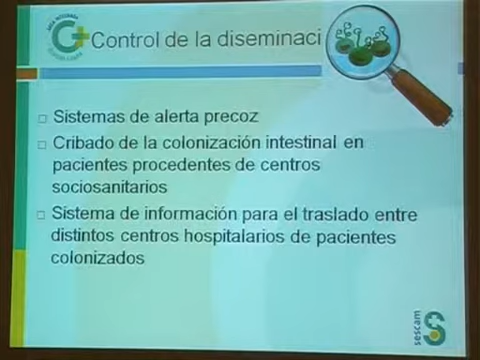 Control de la diseminaci
□ Sistemas de alerta precoz
□ Cribado de la colonización intestinal en
pacientes procedentes de centros
sociosanitarios
□ Sistema de información para el traslado entre
distintos centros hospitalarios de pacientes
colonizados
sescam